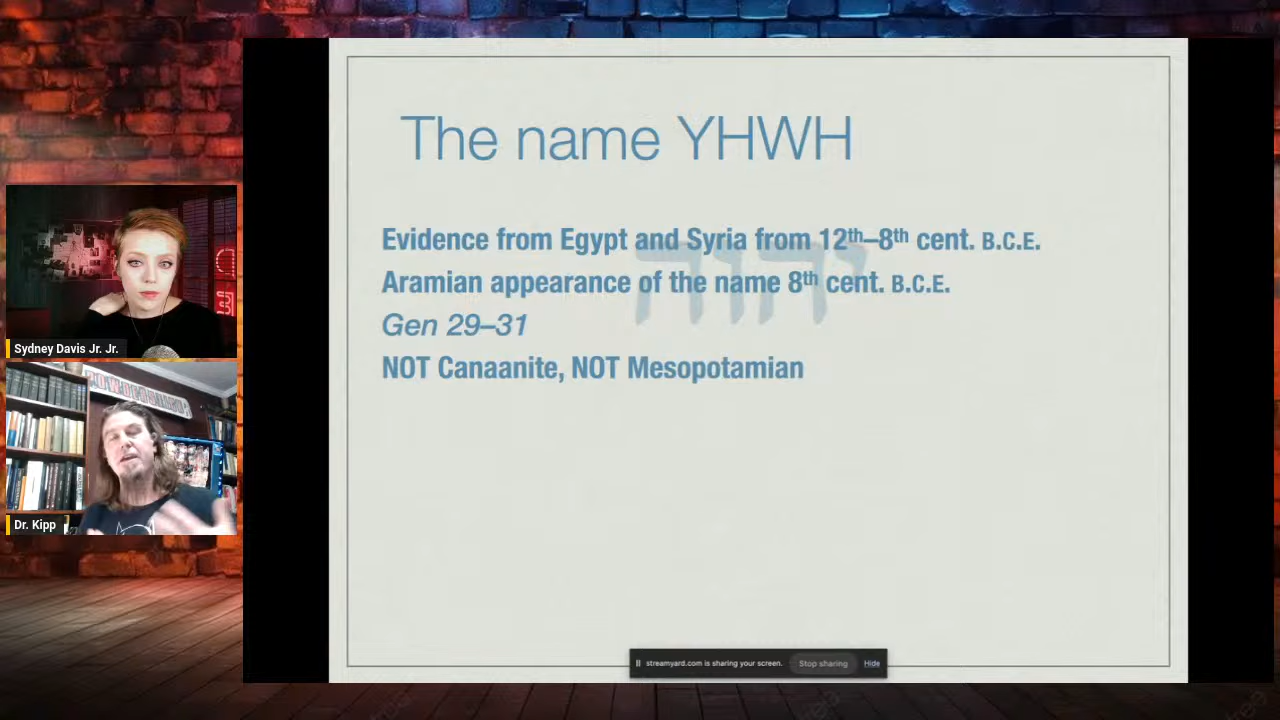 The name YHWH
יהוה
Evidence from Egypt and Syria from 12th–8th cent. B.C.E.
Aramian appearance of the name 8th cent. B.C.E.
Gen 29–31
NOT Canaanite, NOT Mesopotamian
Sydney Davis Jr. Jr.
Dr. Kipp
streamyard.com is sharing your screen.
Stop sharing
Hide